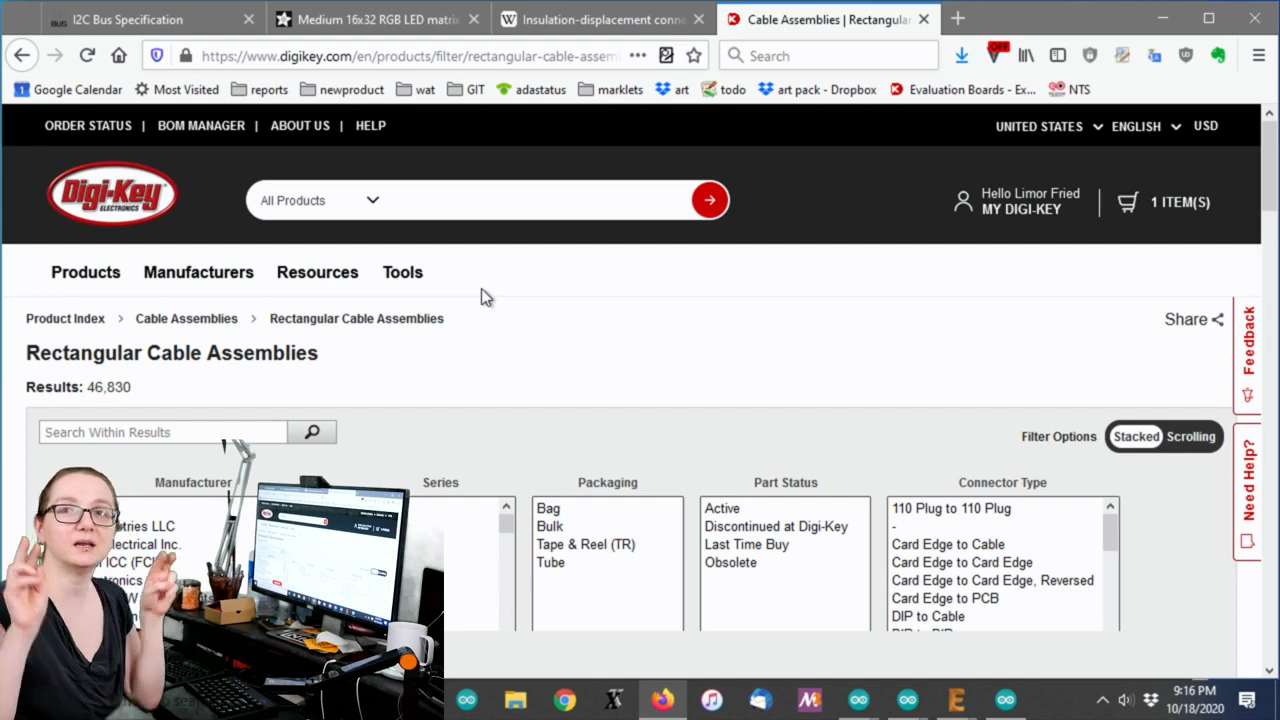 I2C Bus Specification
Medium 16x32 RGB LED matrix
Insulation-displacement conne
Cable Assemblies | Rectangular
https://www.digikey.com/en/products/filter/rectangular-cable-assem
Search
OFF
Google Calendar
Most Visited
reports
newproduct
wat
GIT
adastatus
marklets
art
todo
art pack - Dropbox
Evaluation Boards - Ex...
NTS
ORDER STATUS | BOM MANAGER | ABOUT US | HELP
UNITED STATES ENGLISH USD
Digi-Key
ELECTRONICS
All Products
Hello Limor Fried
MY DIGI-KEY
1 ITEM(S)
Products Manufacturers Resources Tools
Product Index > Cable Assemblies > Rectangular Cable Assemblies
Share
Feedback
Rectangular Cable Assemblies
Results: 46,830
Search Within Results
Filter Options Stacked Scrolling
Need Help?
Manufacturer Series Packaging Part Status Connector Type
Bag
Bulk
Tape & Reel (TR)
Tube
Active
Discontinued at Digi-Key
Last Time Buy
Obsolete
110 Plug to 110 Plug
-
Card Edge to Cable
Card Edge to Card Edge
Card Edge to Card Edge, Reversed
Card Edge to PCB
DIP to Cable
LLC
Inc.
ICC
9:16 PM
10/18/2020